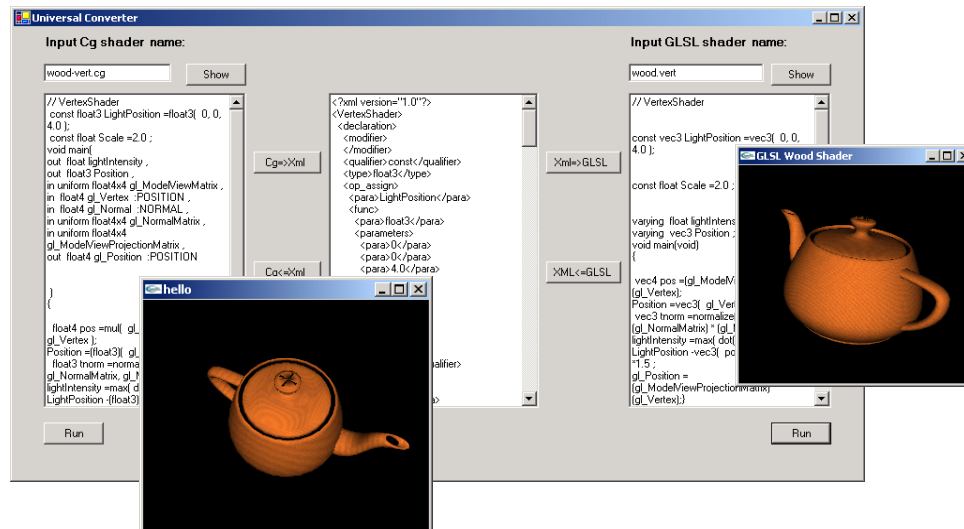 Universal Converter
Input Cg shader name:
Input GLSL shader name:
wood-vert.cg
Show
wood.vert
Show
// VertexShader
const float3 LightPosition =float3( 0, 0,
4.0 );
const float Scale =2.0 ;
void main(
out float lightIntensity ,
out float3 Position ,
in uniform float4x4 gl_ModelViewMatrix ,
in float4 gl_Vertex :POSITION ,
in float4 gl_Normal :NORMAL ,
in uniform float4x4 gl_NormalMatrix ,
in uniform float4x4
gl_ModelViewProjectionMatrix ,
out float4 gl_Position :POSITION
)
{
float4 pos =mul( gl_
gl_Vertex );
Position =(float3)( gl_
float3 tnorm =norma
gl_NormalMatrix, gl_N
lightIntensity =max( do
LightPosition -(float3)
Run
Cg=>Xml
Cg<=Xml
<?xml version="1.0"?>
<VertexShader>
<declaration>
<modifier>
</modifier>
<qualifier>const</qualifier>
<type>float3</type>
<op_assign>
<para>LightPosition</para>
<func>
<para>float3</para>
<parameters>
<para>0</para>
<para>0</para>
<para>4.0</para>
ualifier>
Xml=>GLSL
XML<=GLSL
// VertexShader
const vec3 LightPosition =vec3( 0, 0,
4.0 );
const float Scale =2.0 ;
varying float lightIntens
varying vec3 Position ;
void main(void)
{
vec4 pos =(gl_ModelVi
(gl_Vertex);
Position =vec3( gl_Ver
vec3 tnorm =normalize(
(gl_NormalMatrix) * (gl_N
lightIntensity =max( dot(
LightPosition -vec3( po
*1.5 ;
gl_Position =
(gl_ModelViewProjectionMatrix)
(gl_Vertex);}
Run
hello
GLSL Wood Shader